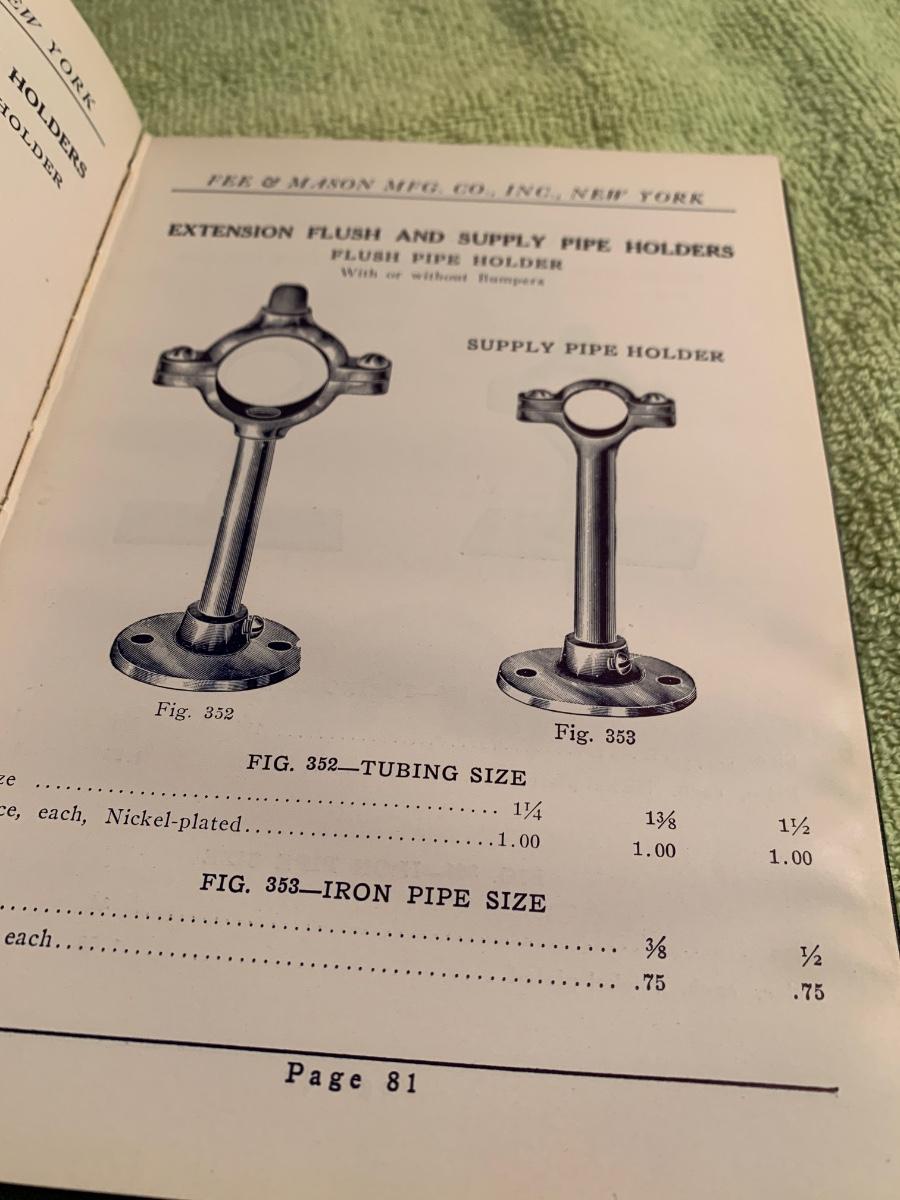 EW YORK
HOLDERS
HOLDER
FEE & MASON MFG. CO., INC., NEW YORK
EXTENSION FLUSH AND SUPPLY PIPE HOLDERS
FLUSH PIPE HOLDER
With or without Bumpers
SUPPLY PIPE HOLDER
Fig. 352
Fig. 353
FIG. 352—TUBING SIZE
ze ........................................ 1¼ 1⅜ 1½
ce, each, Nickel-plated........................1.00 1.00 1.00
FIG. 353—IRON PIPE SIZE
........................................................ ⅜ ½
each.................................................... .75 .75
Page 81